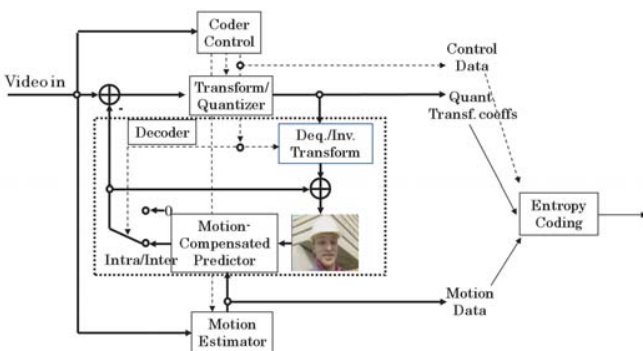 Coder
Control
Control
Data
Video in
Transform/
Quantizer
-
Quant
Transf. coeffs
Decoder
Deq./Inv.
Transform
Entropy
Coding
0
Motion-
Compensated
Predictor
Intra/Inter
Motion
Data
Motion
Estimator